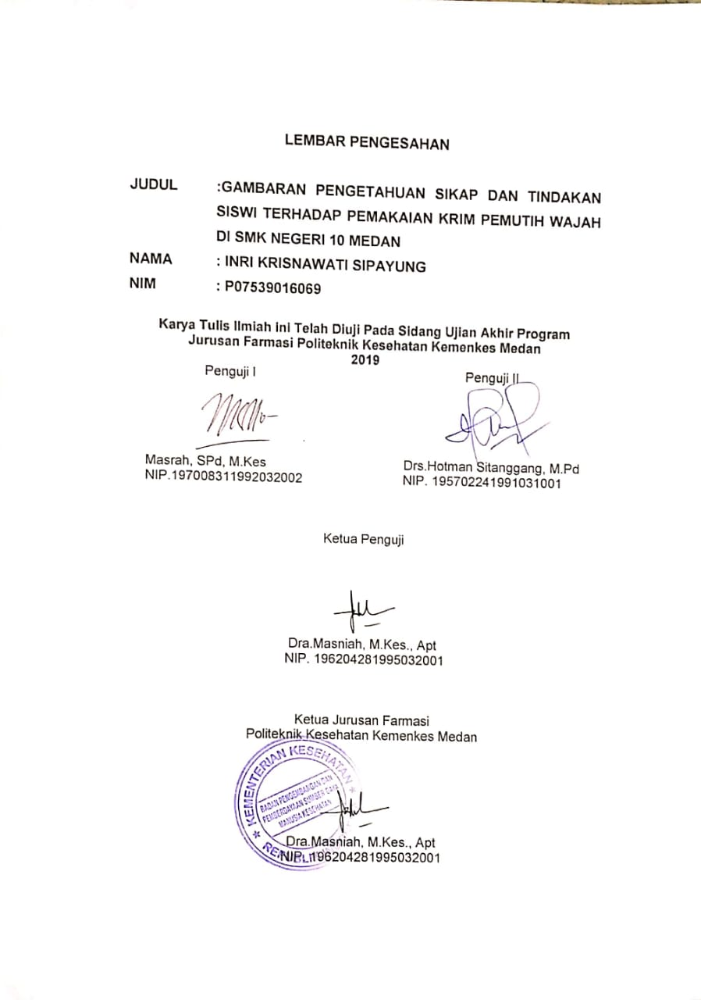 LEMBAR PENGESAHAN
JUDUL :GAMBARAN PENGETAHUAN SIKAP DAN TINDAKAN
SISWI TERHADAP PEMAKAIAN KRIM PEMUTIH WAJAH
DI SMK NEGERI 10 MEDAN
NAMA : INRI KRISNAWATI SIPAYUNG
NIM : P07539016069
Karya Tulis Ilmiah ini Telah Diuji Pada Sidang Ujian Akhir Program
Jurusan Farmasi Politeknik Kesehatan Kemenkes Medan
2019
Penguji I
Penguji II
Masrah, SPd, M.Kes
NIP.197008311992032002
Drs.Hotman Sitanggang, M.Pd
NIP. 195702241991031001
Ketua Penguji
Dra.Masniah, M.Kes., Apt
NIP. 196204281995032001
Ketua Jurusan Farmasi
Politeknik Kesehatan Kemenkes Medan
KEMENTERIAN KESEHATAN
BADAN PENGEMBANGAN DAN
PEMBERDAYAAN SUMBER DAYA
MANUSIA KESEHATAN
Dra.Masniah, M.Kes., Apt
NIP. 196204281995032001